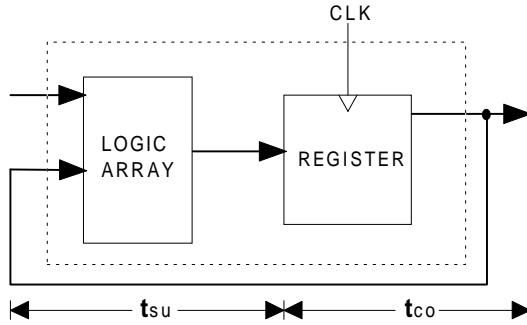 CLK
LOGIC
ARRAY
REGISTER
tsu
tco